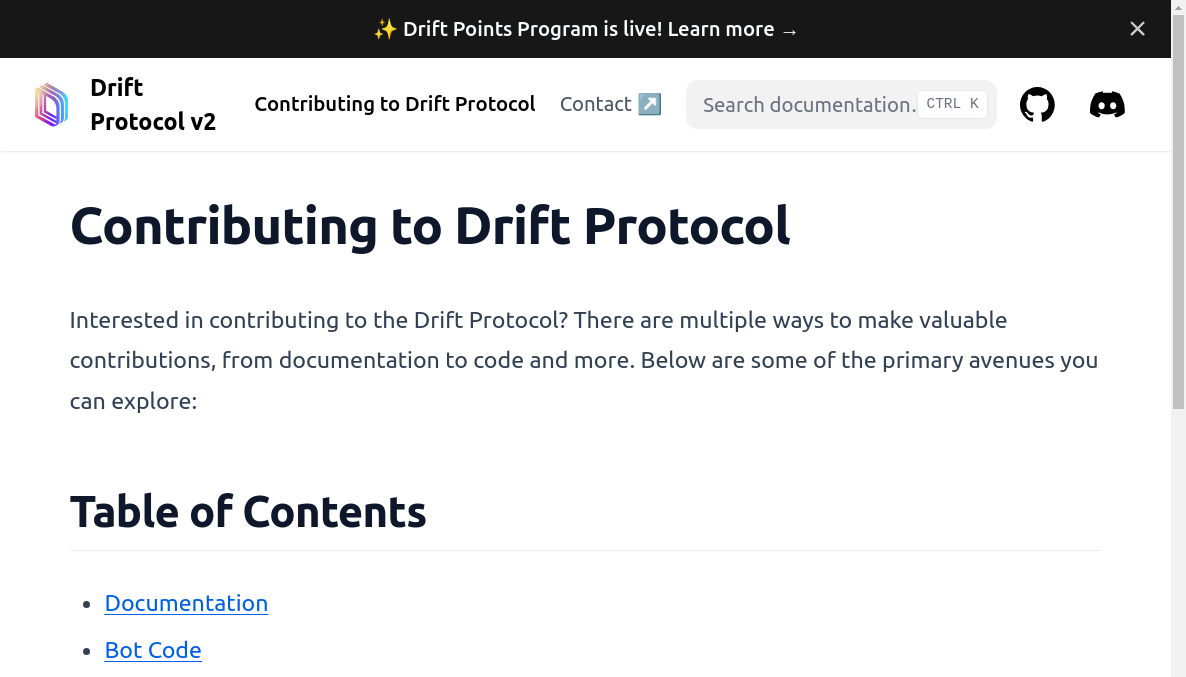 ✨ Drift Points Program is live! Learn more →
Drift
Protocol v2
Contributing to Drift Protocol
Contact ↗️
Search documentation.
CTRL K
Contributing to Drift Protocol
Interested in contributing to the Drift Protocol? There are multiple ways to make valuable
contributions, from documentation to code and more. Below are some of the primary avenues you
can explore:
Table of Contents
• Documentation
• Bot Code